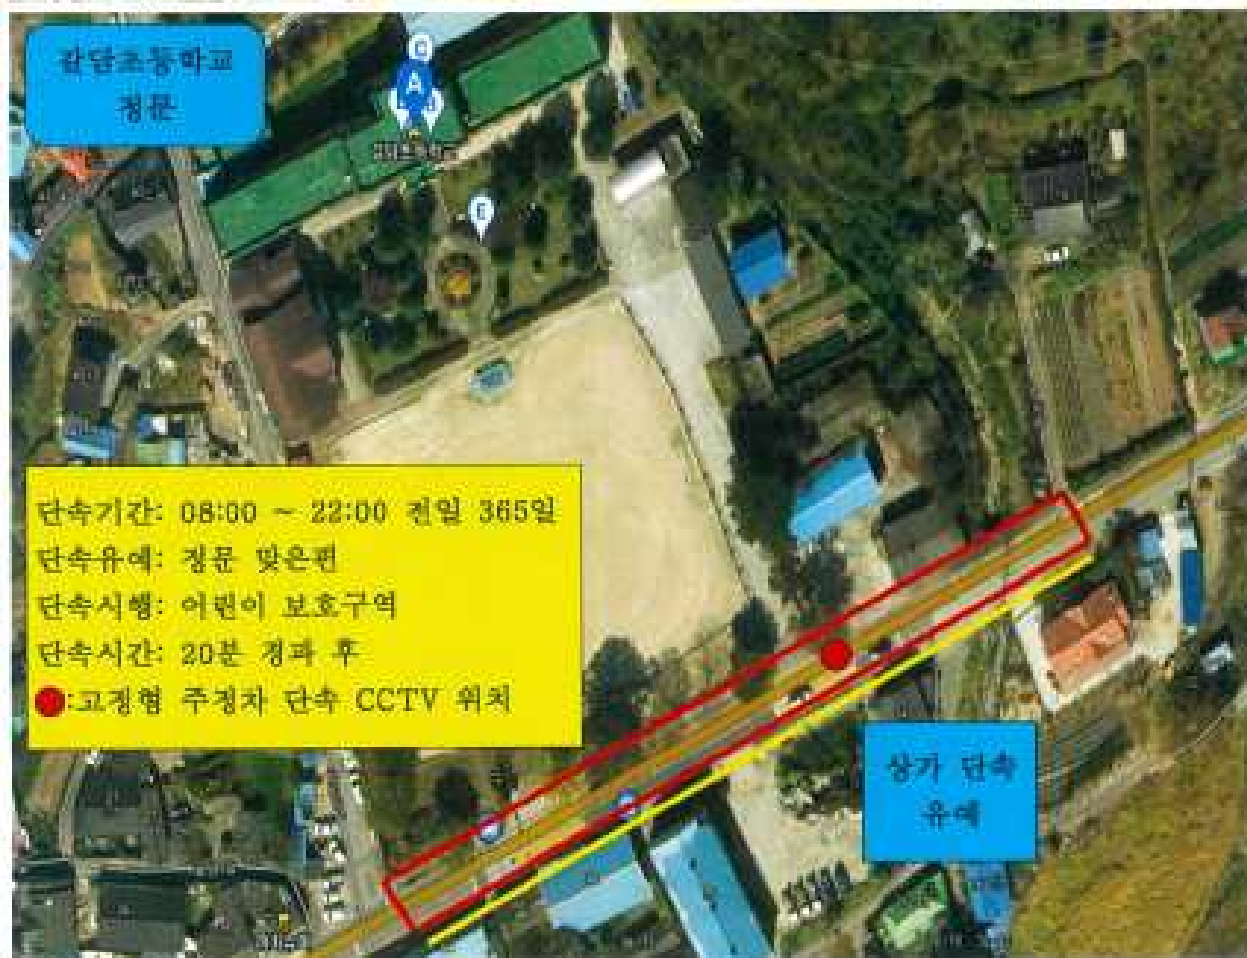 갈담초등학교
정문
A
단속기간: 08:00 ~ 22:00 전일 365일
단속유예: 정문 맞은편
단속시행: 어린이 보호구역
단속시간: 20분 경과 후
:고정형 주정차 단속 CCTV 위치
상가 단속
유예